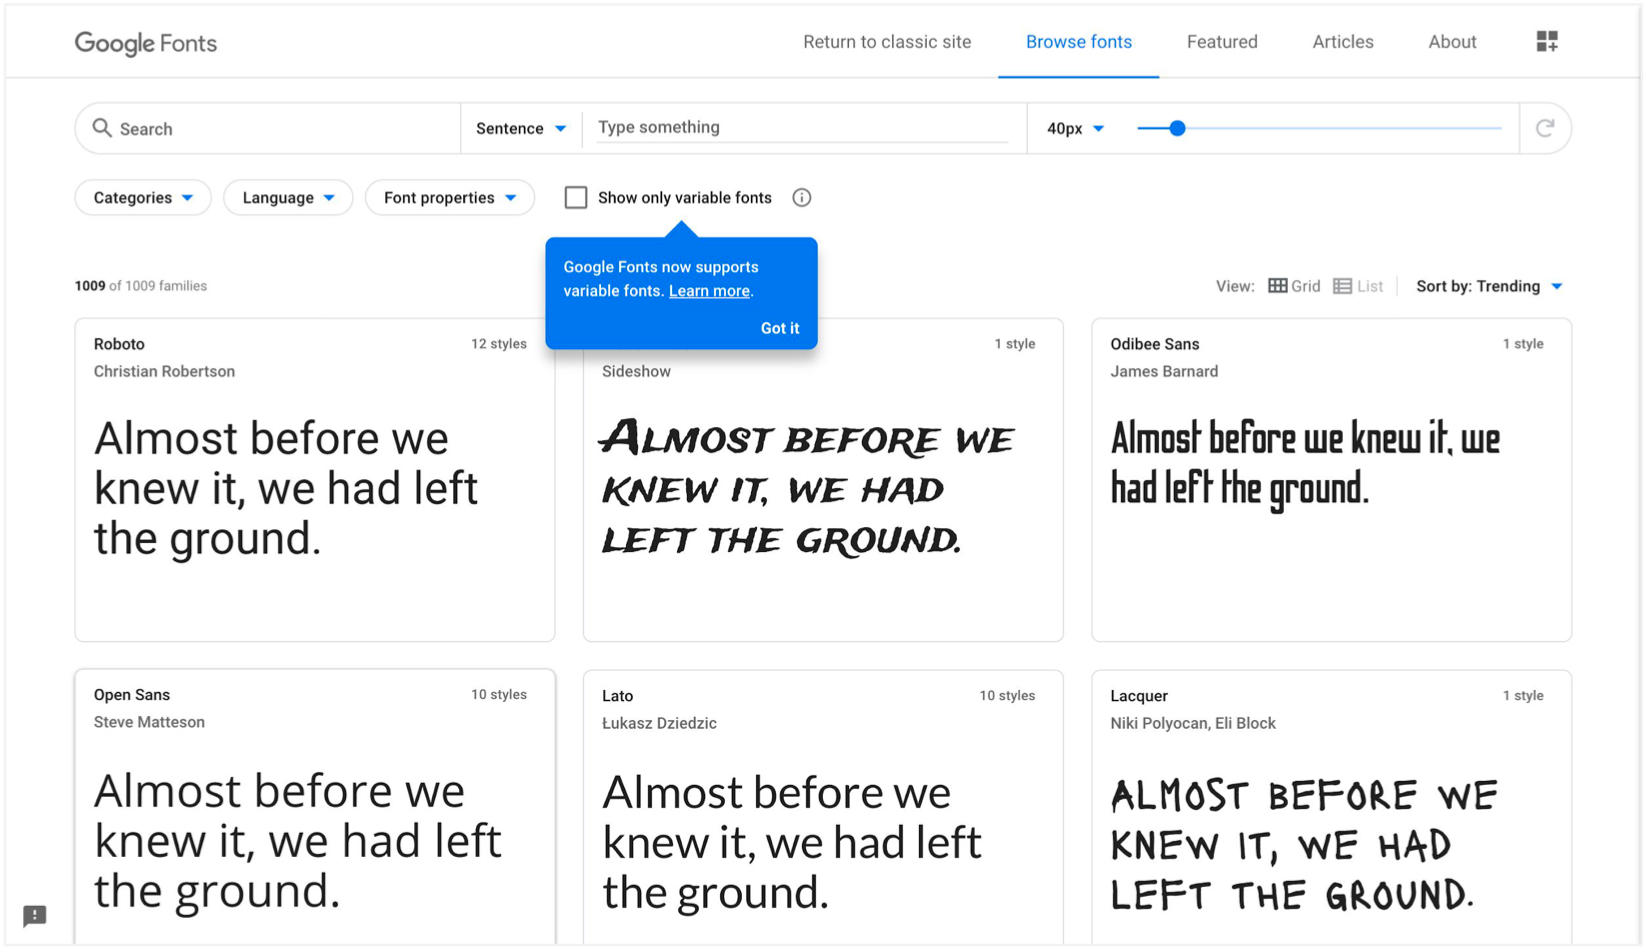 Google Fonts
Return to classic site
Browse fonts
Featured
Articles
About
Search
Sentence
Type something
40px
Categories
Language
Font properties
Show only variable fonts
Google Fonts now supports
variable fonts. Learn more.
Got it
1009 of 1009 families
View: Grid List
Sort by: Trending
Roboto
12 styles
Christian Robertson
Almost before we
knew it, we had left
the ground.
1 style
Sideshow
ALMOST BEFORE WE
KNEW IT, WE HAD
LEFT THE GROUND.
Odibee Sans
1 style
James Barnard
Almost before we knew it, we
had left the ground.
Open Sans
10 styles
Steve Matteson
Almost before we
knew it, we had left
the ground.
Lato
10 styles
Łukasz Dziedzic
Almost before we
knew it, we had left
the ground.
Lacquer
1 style
Niki Polyocan, Eli Block
ALMOST BEFORE WE
KNEW IT, WE HAD
LEFT THE GROUND.